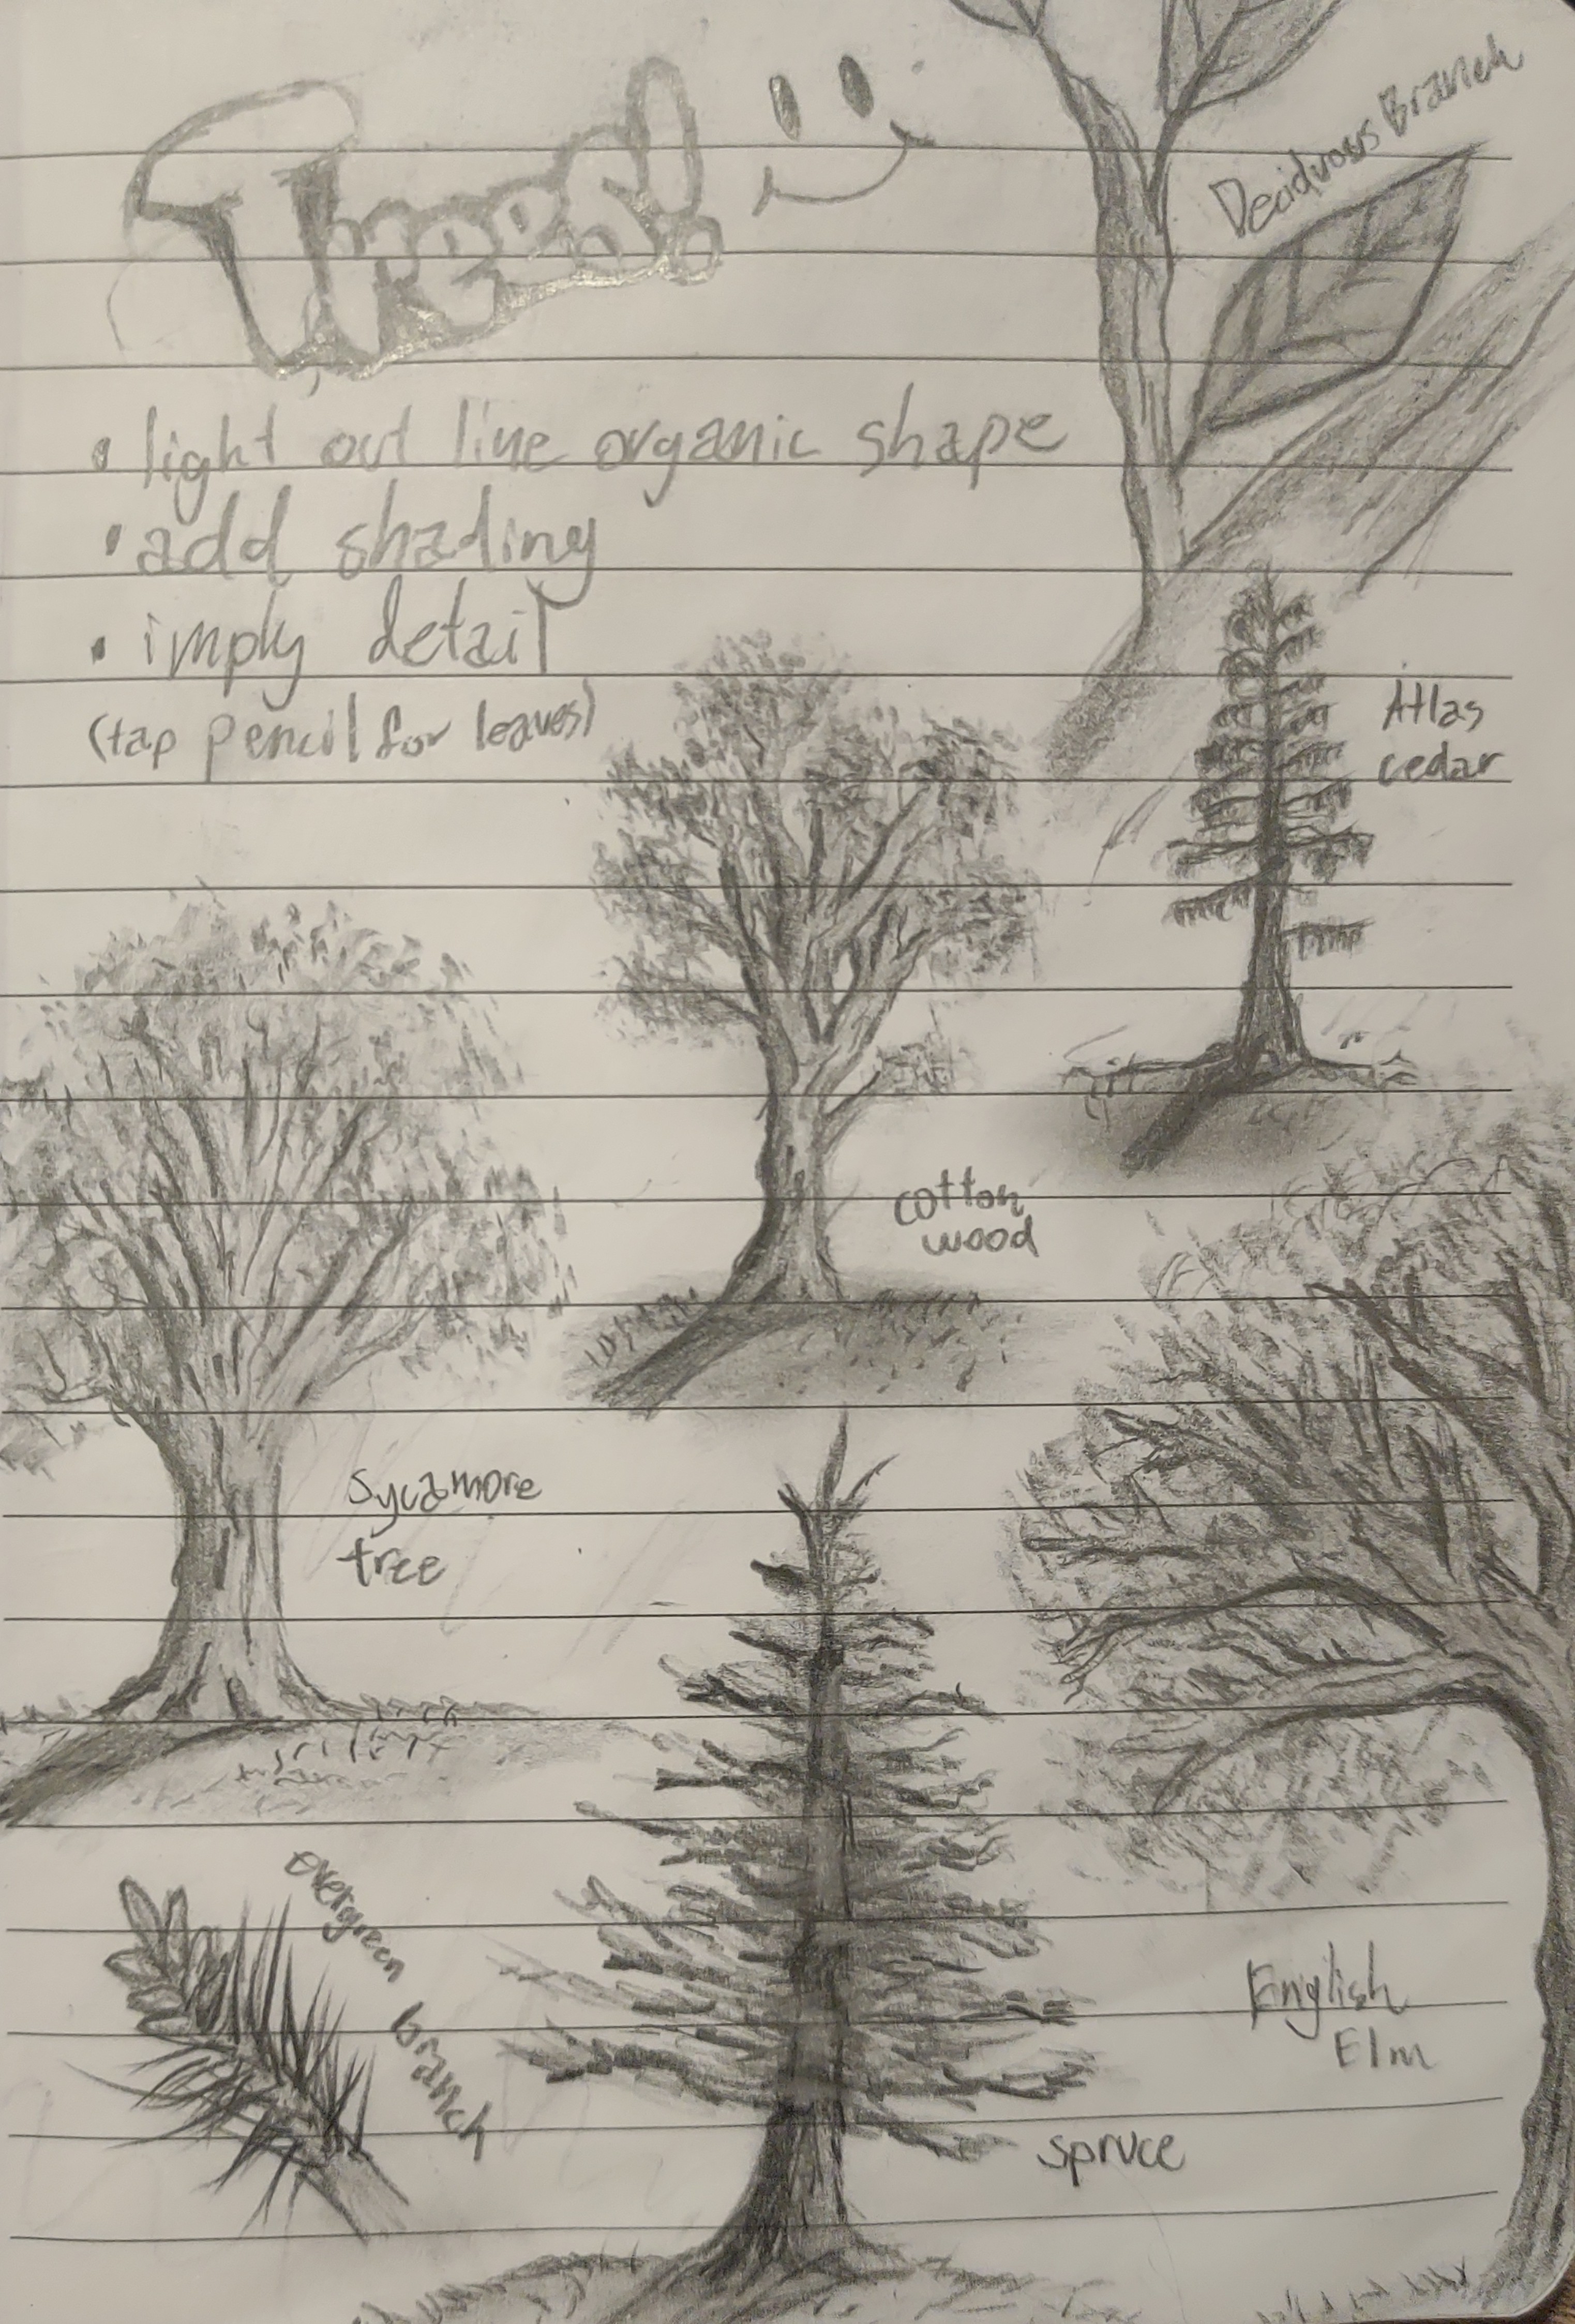 Trees!
Deciduous Branch
• light out line organic shape
• add shading
• imply detail
(tap pencil for leaves)
Atlas
cedar
cotton
wood
Sycamore
tree
evergreen branch
English
Elm
spruce